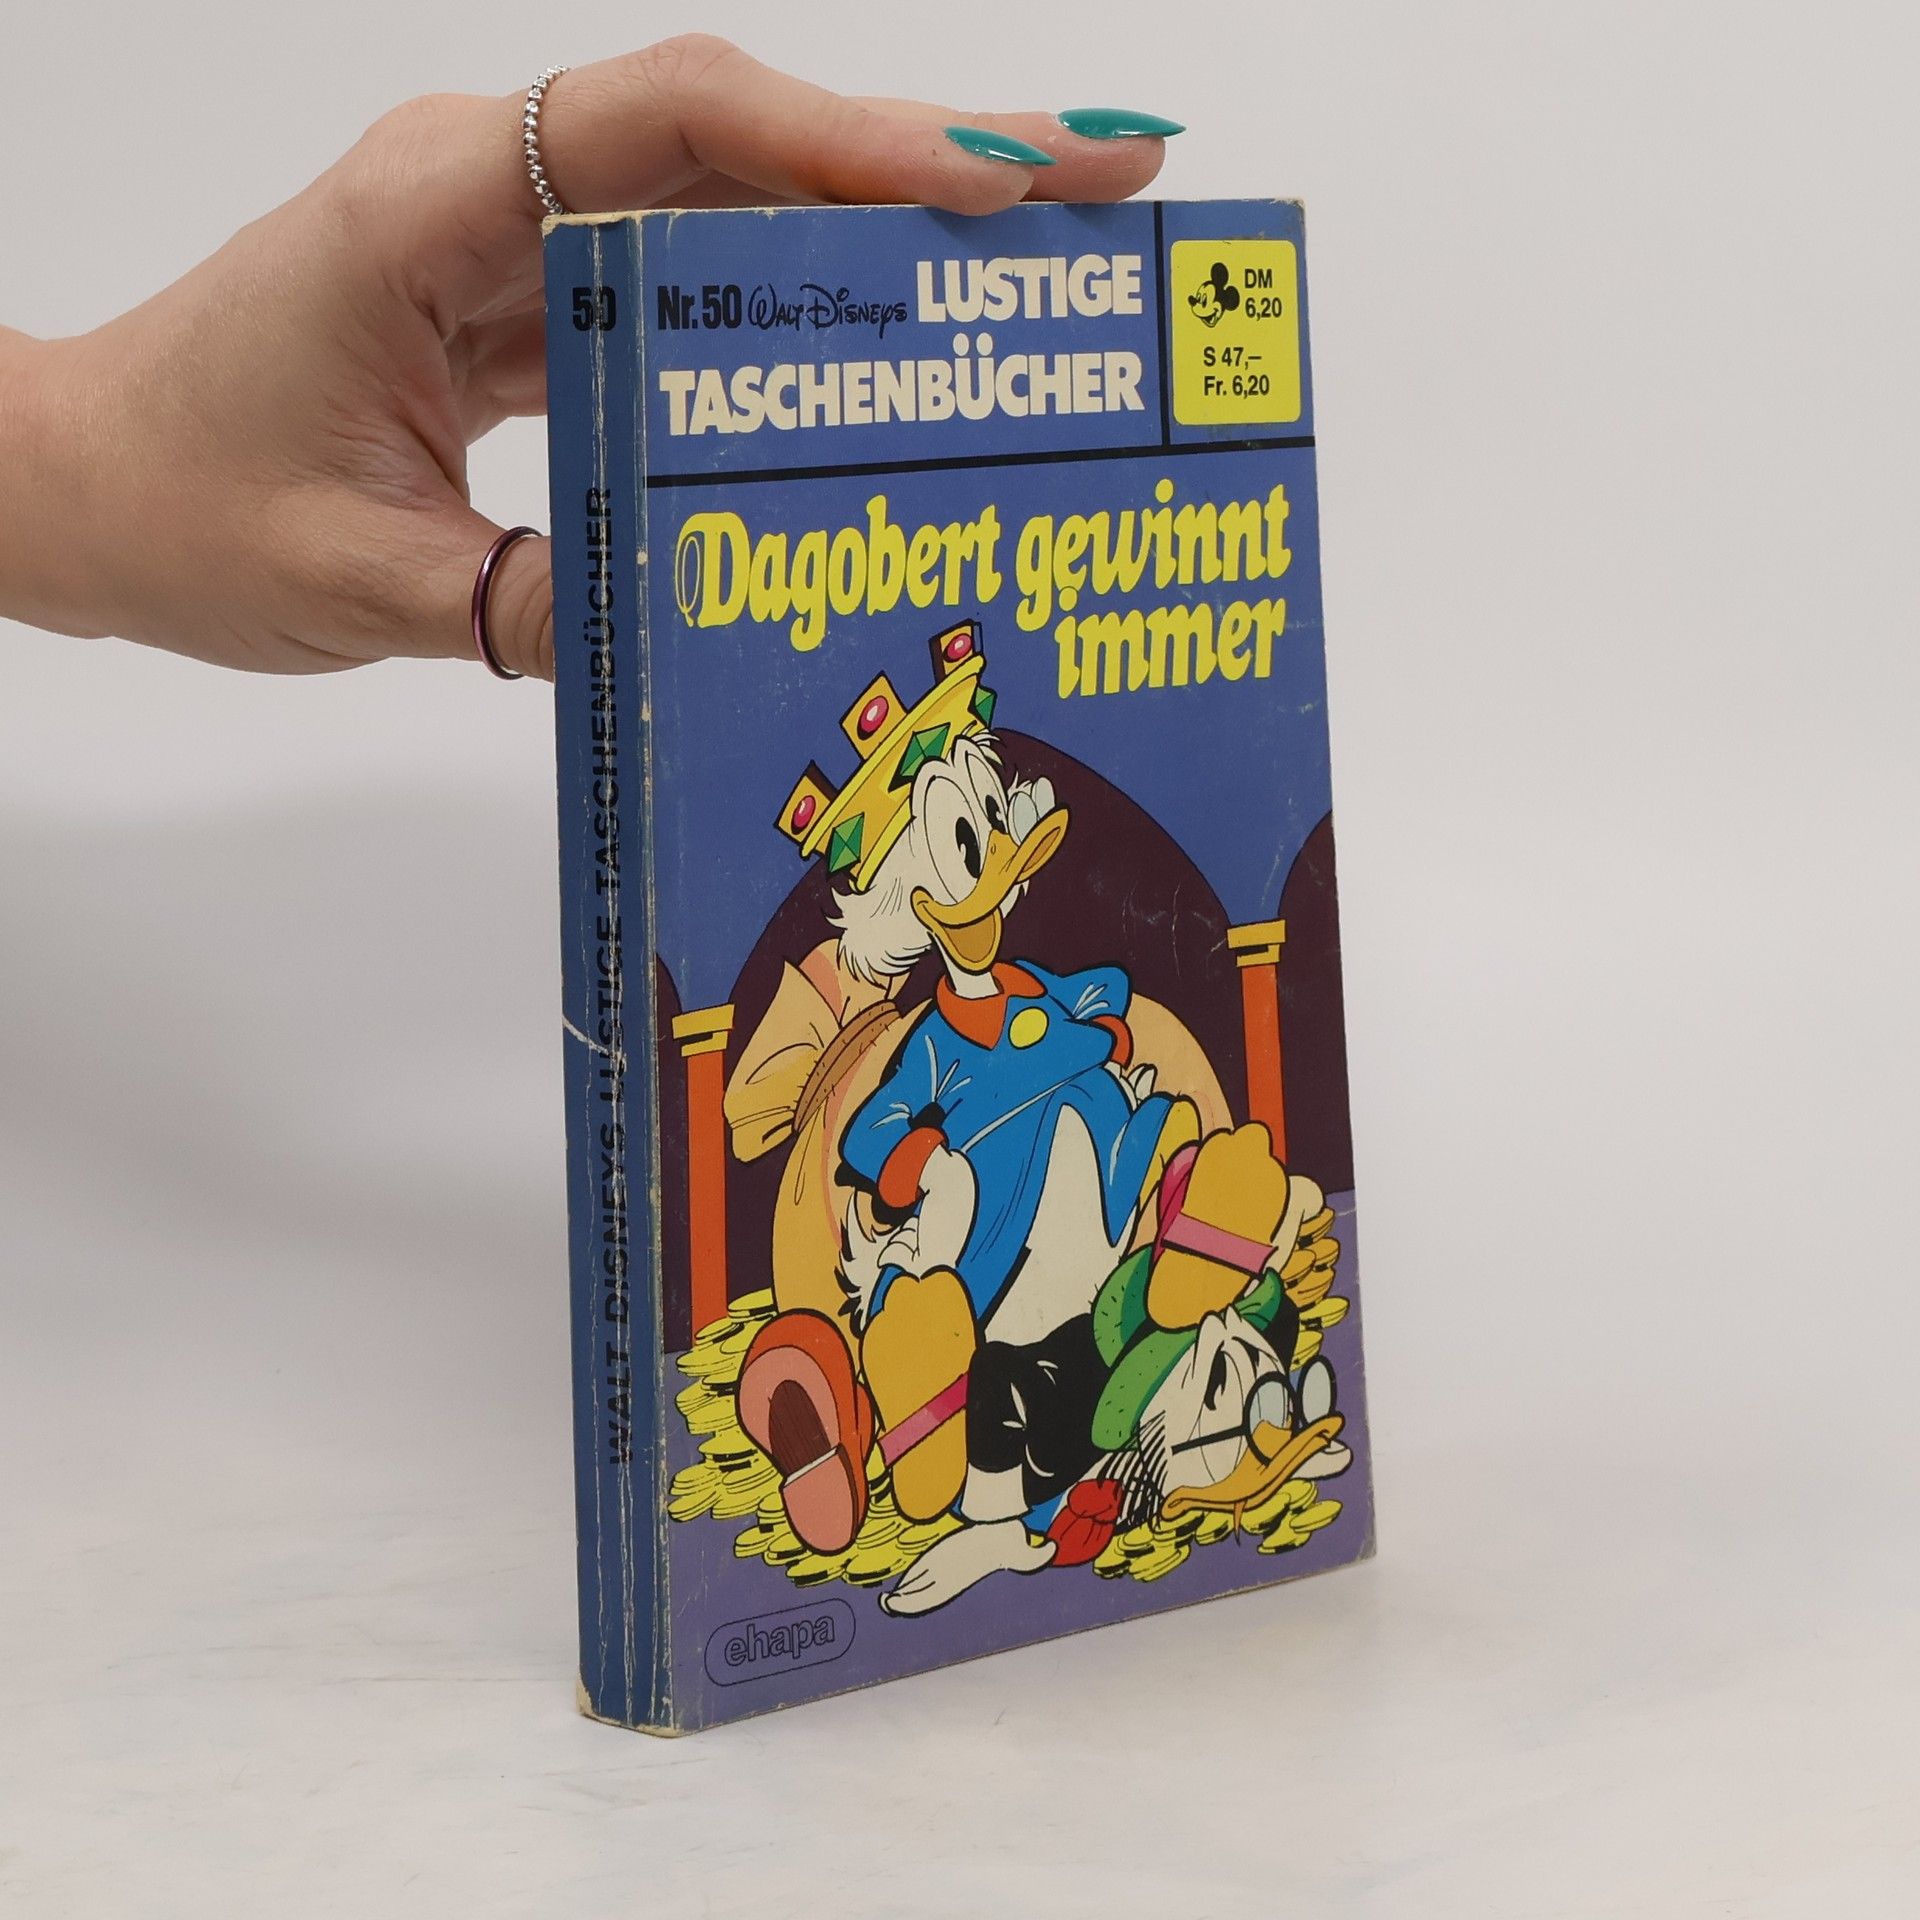 50
WALT DISNEYS LUSTIGE TASCHENBÜCHER
Nr. 50 Walt Disneys LUSTIGE
TASCHENBÜCHER
DM
6,20
S 47,–
Fr. 6,20
Dagobert gewinnt
immer
ehapa